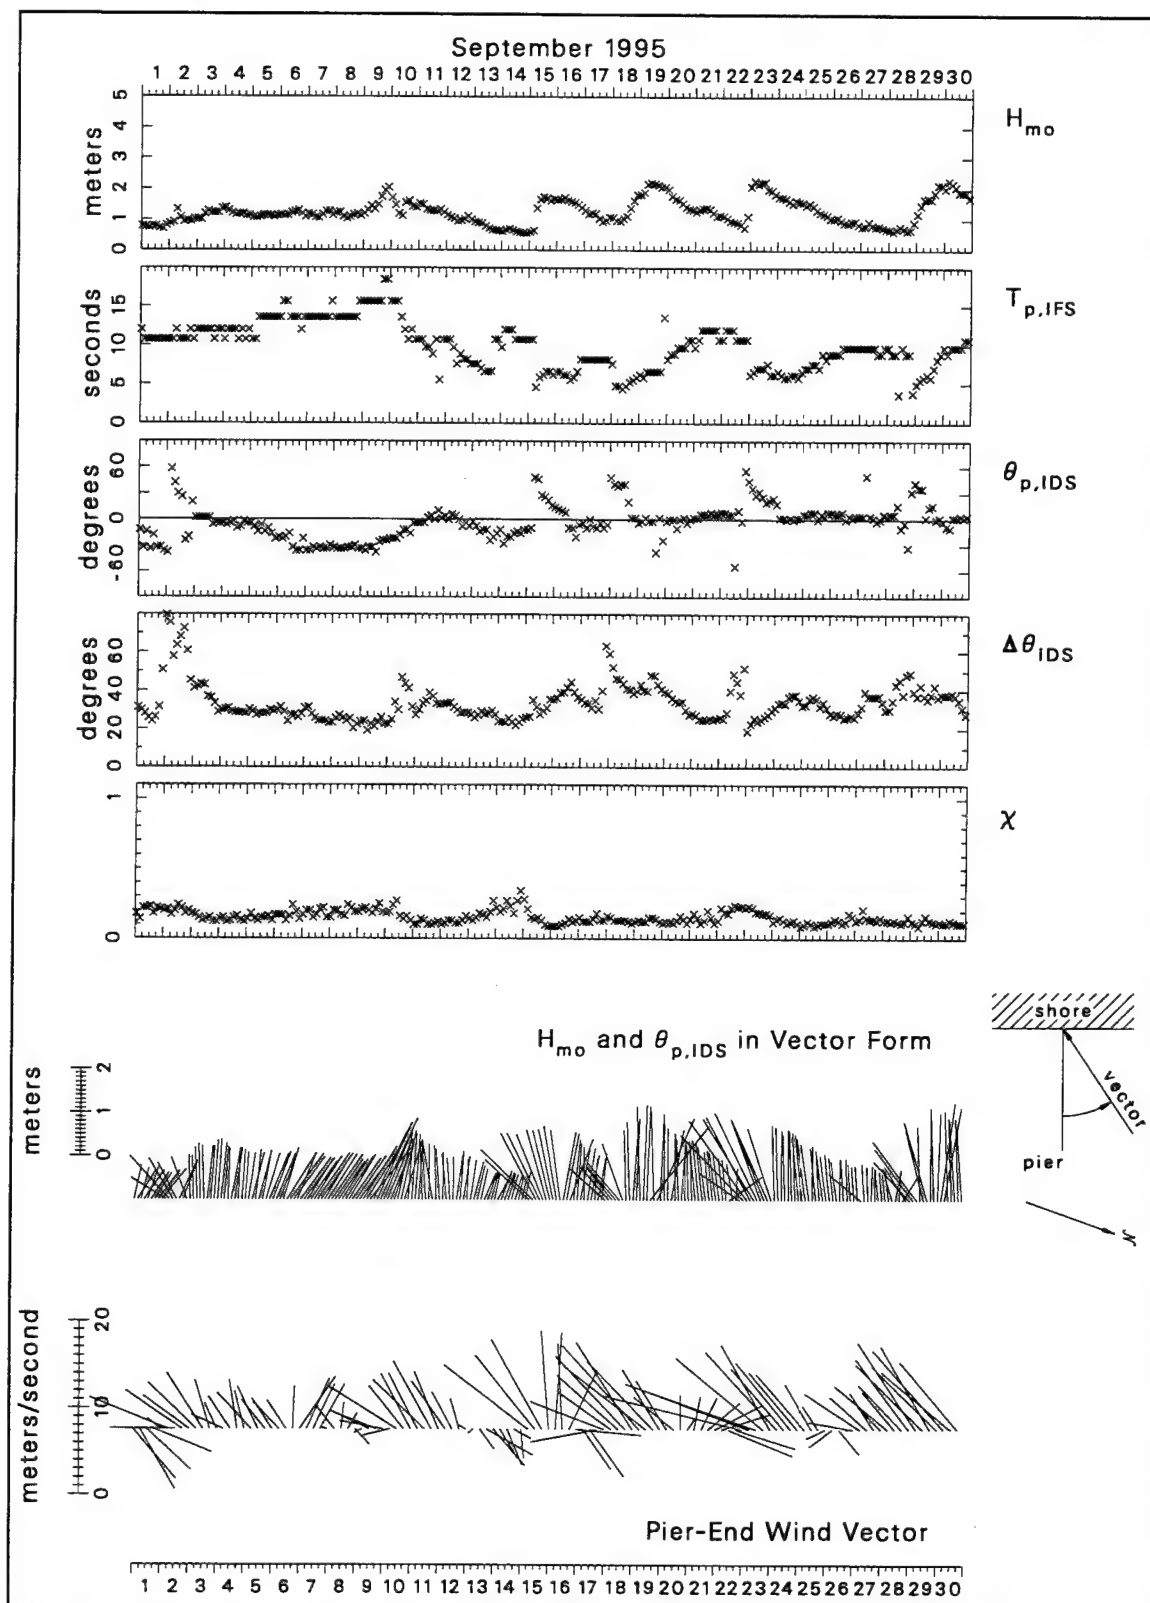 September 1995
1 2 3 4 5 6 7 8 9 10 11 12 13 14 15 16 17 18 19 20 21 22 23 24 25 26 27 28 29 30
5
4
3
2
1
0
meters
H mo
15
10
5
0
seconds
T p,IFS
60
0
-60
degrees
θ p,IDS
60
40
20
0
degrees
Δθ IDS
1
0
χ
shore
vector
pier
N
H mo and θ p,IDS in Vector Form
2
1
0
meters
20
10
0
meters/second
Pier-End Wind Vector
1 2 3 4 5 6 7 8 9 10 11 12 13 14 15 16 17 18 19 20 21 22 23 24 25 26 27 28 29 30